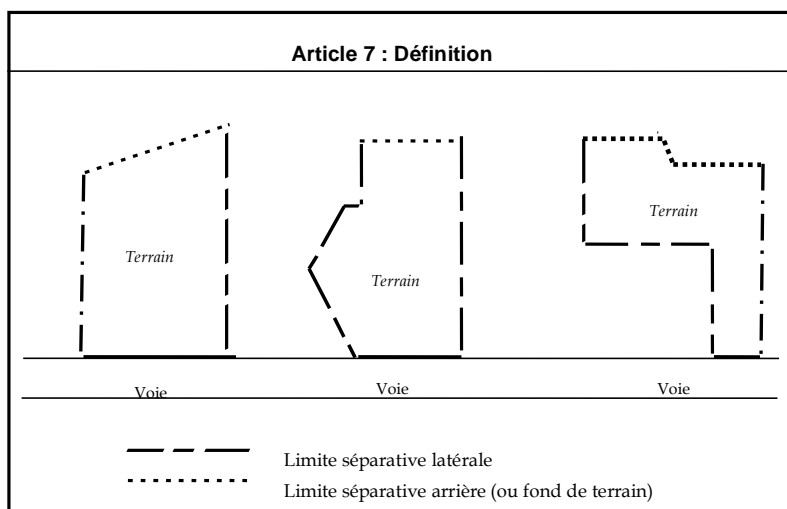 Article 7 : Définition
Terrain
Terrain
Terrain
Voie
Voie
Voie
Limite séparative latérale
Limite séparative arrière (ou fond de terrain)